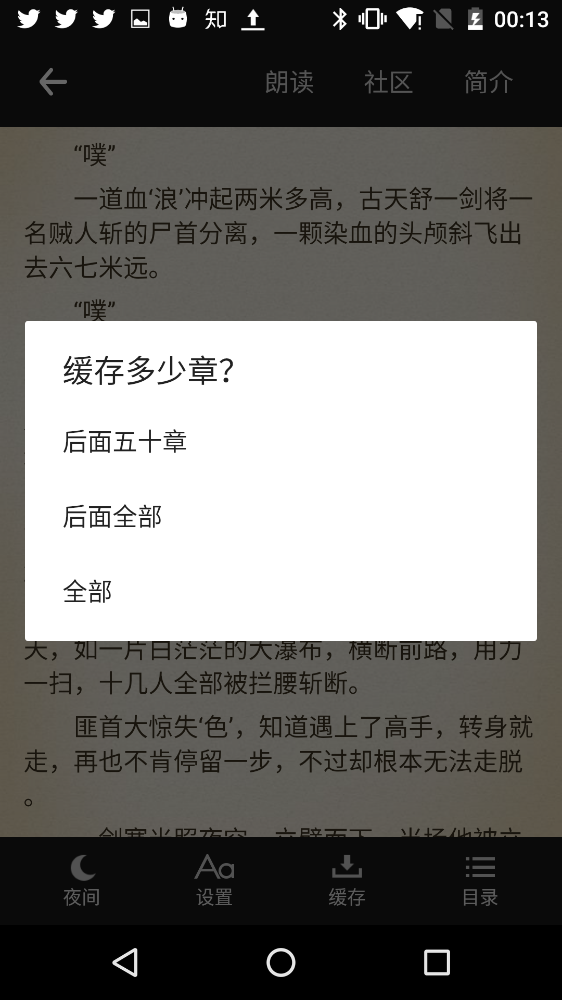 知 00:13
朗读 社区 简介
“噗”
一道血‘浪’冲起两米多高，古天舒一剑将一
名贼人斩的尸首分离，一颗染血的头颅斜飞出
去六七米远。
“噗”
缓存多少章？
后面五十章
后面全部
全部
天，如一片白茫茫的大瀑布，横断前路，用力
一扫，十几人全部被拦腰斩断。
匪首大惊失‘色’，知道遇上了高手，转身就
走，再也不肯停留一步，不过却根本无法走脱
。
夜间 Aa 设置 缓存 目录